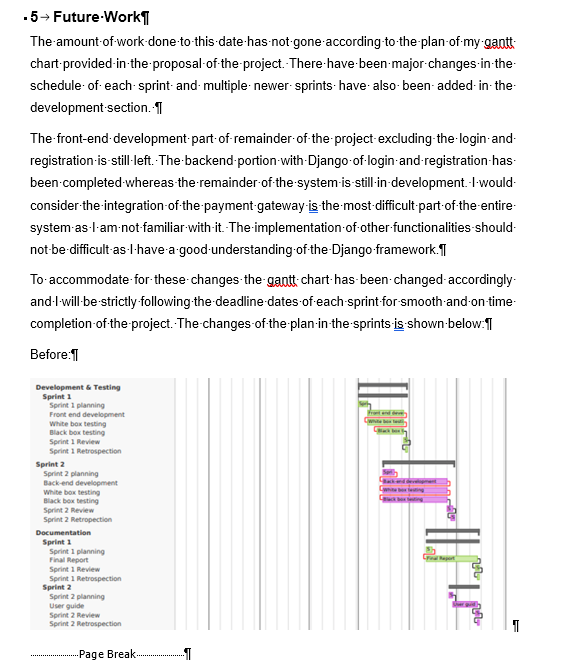 5 Future Work
The amount of work done to this date has not gone according to the plan of my gantt
chart provided in the proposal of the project. There have been major changes in the
schedule of each sprint and multiple newer sprints have also been added in the
development section.
The front-end development part of remainder of the project excluding the login and
registration is still left. The backend portion with Django of login and registration has
been completed whereas the remainder of the system is still in development. I would
consider the integration of the payment gateway is the most difficult part of the entire
system as I am not familiar with it. The implementation of other functionalities should
not be difficult as I have a good understanding of the Django framework.
To accommodate for these changes the gantt chart has been changed accordingly
and I will be strictly following the deadline dates of each sprint for smooth and on time
completion of the project. The changes of the plan in the sprints is shown below:
Before:
Development & Testing
Sprint 1
Sprint 1 planning
Front end development
White box testing
Black box testing
Sprint 1 Review
Sprint 1 Retrospection
Sprint 2
Sprint 2 planning
Back-end development
White box testing
Black box testing
Sprint 2 Review
Sprint 2 Retropection
Documentation
Sprint 1
Sprint 1 planning
Final Report
Sprint 1 Review
Sprint 1 Retrospection
Sprint 2
Sprint 2 planning
User guide
Sprint 2 Review
Sprint 2 Retrospection
Front end deve
White box testi
Black box t
Back-end development
White box testing
Black box testing
Final Report
User guid
Page Break